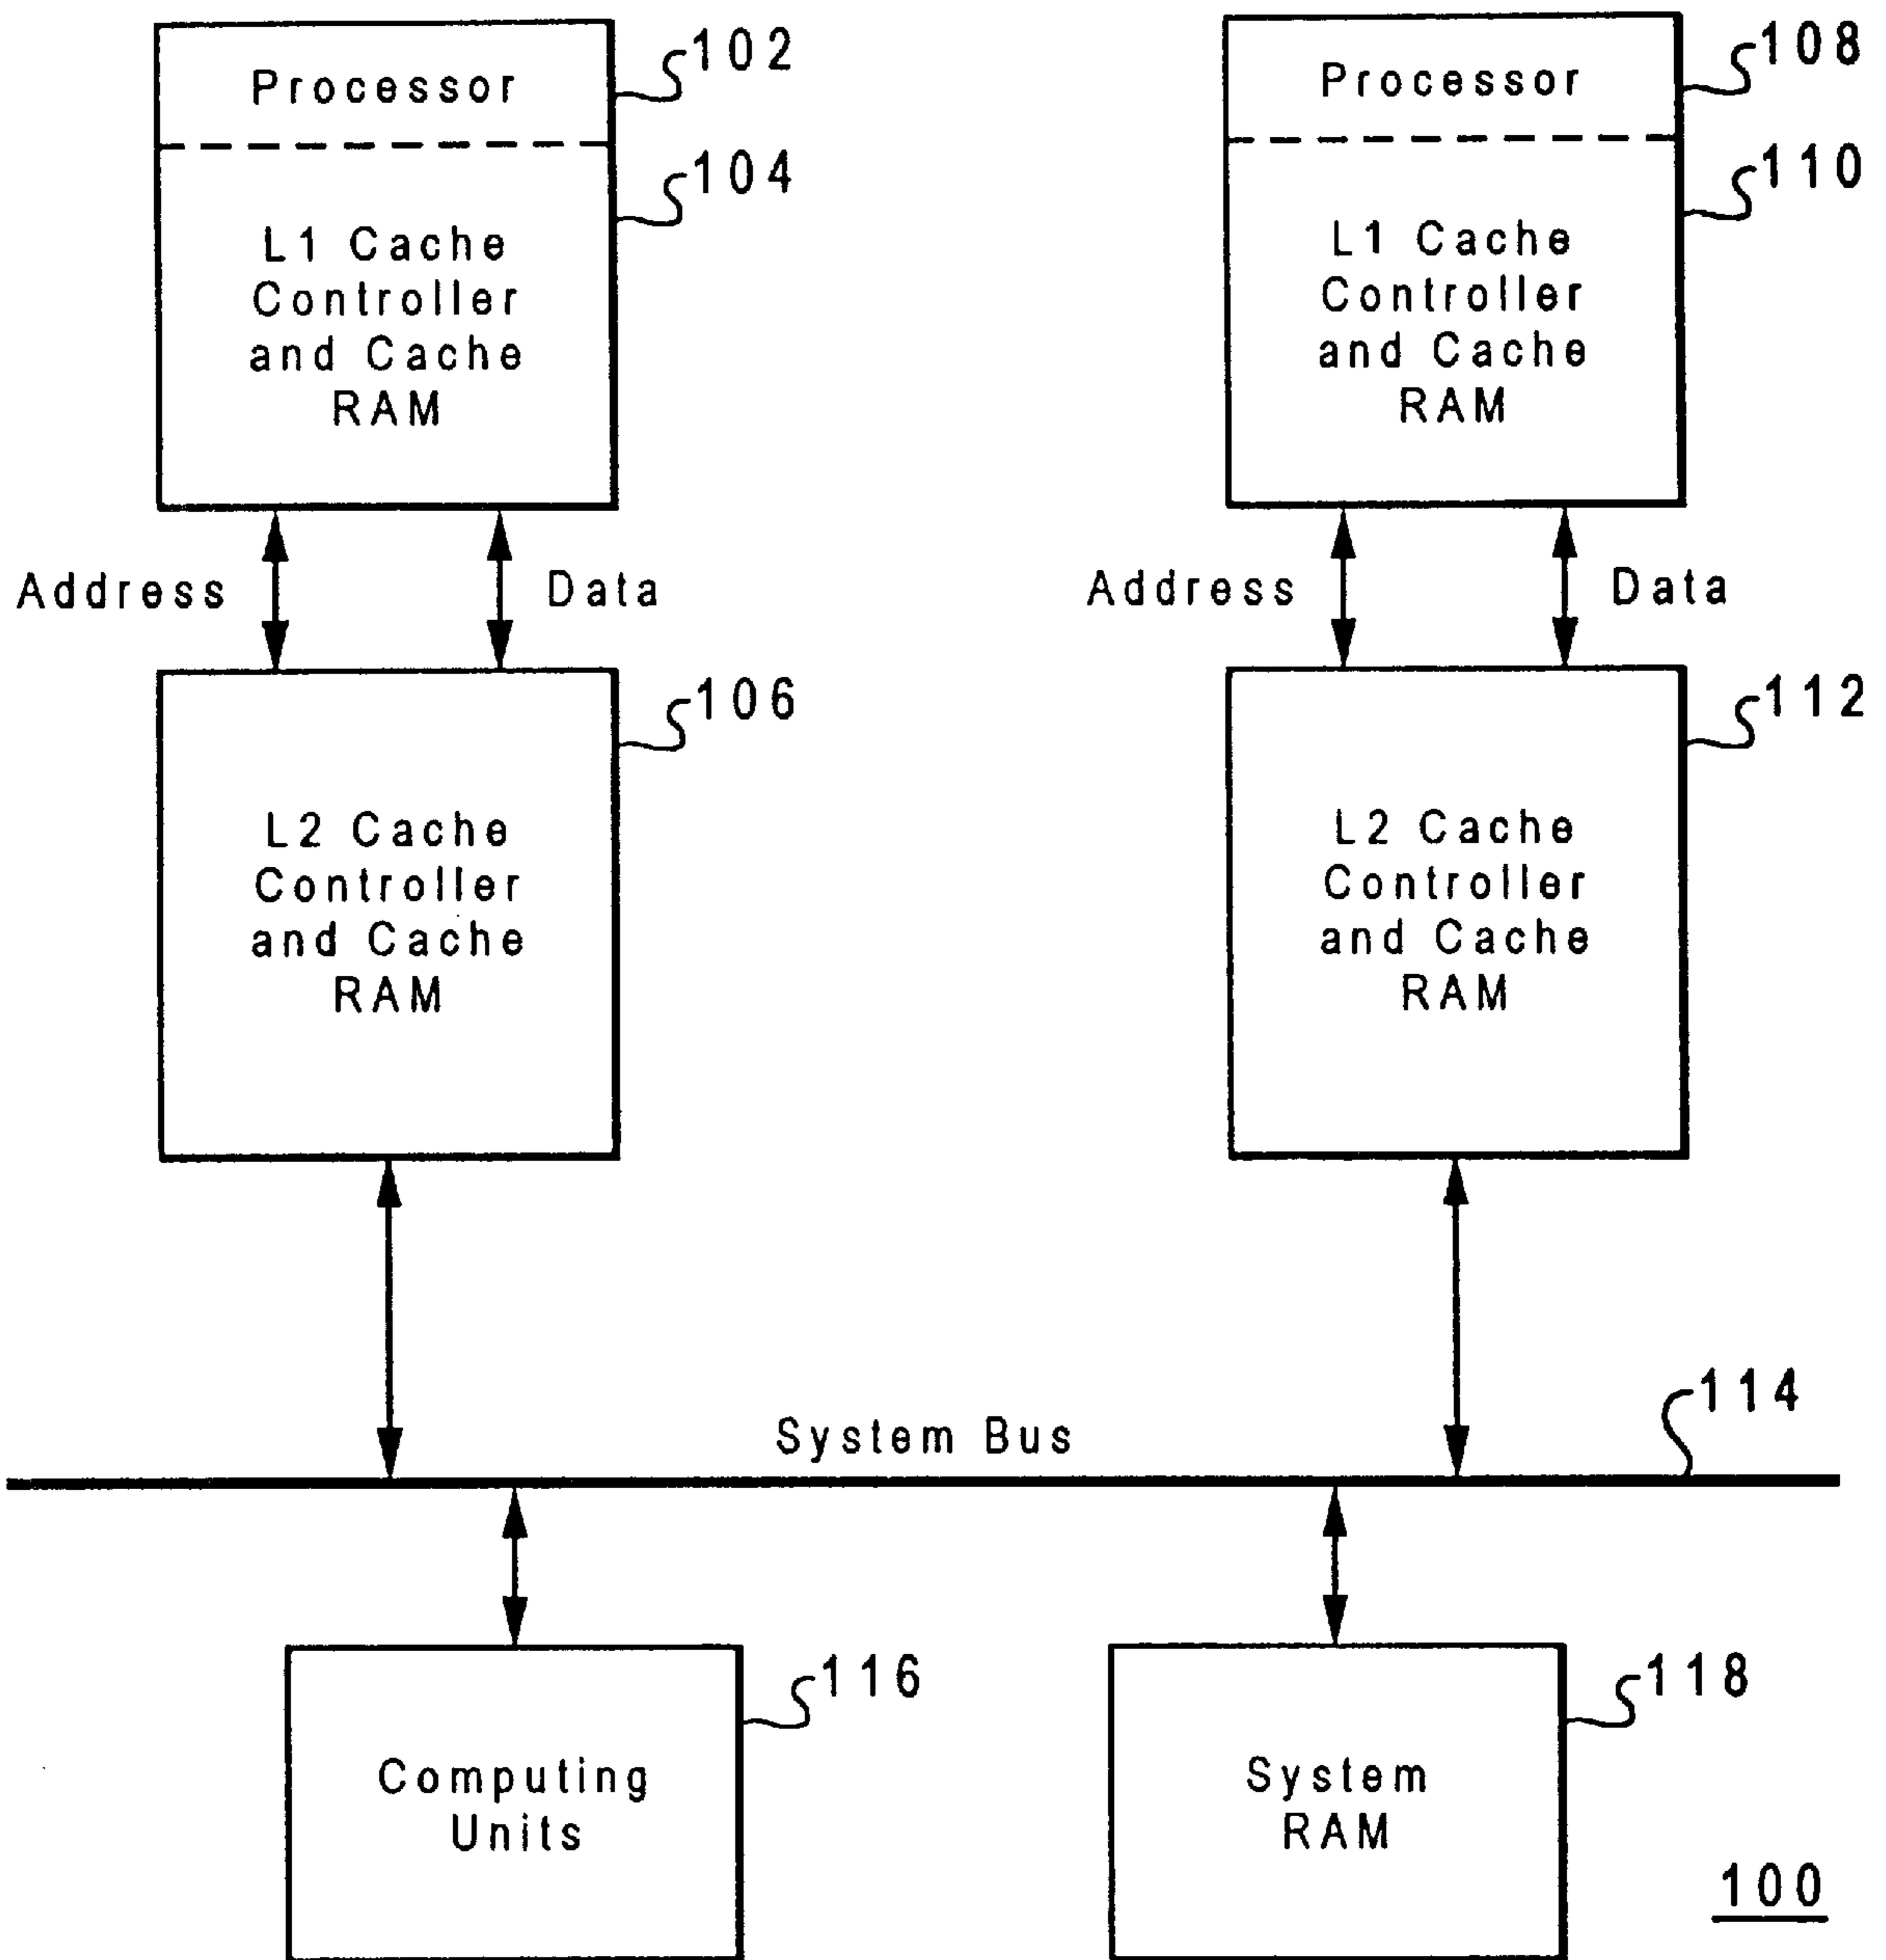 Processor
102
104
L1 Cache
Controller
and Cache
RAM
Processor
108
110
L1 Cache
Controller
and Cache
RAM
Address
Data
Address
Data
106
L2 Cache
Controller
and Cache
RAM
112
L2 Cache
Controller
and Cache
RAM
System Bus
114
116
Computing
Units
118
System
RAM
100